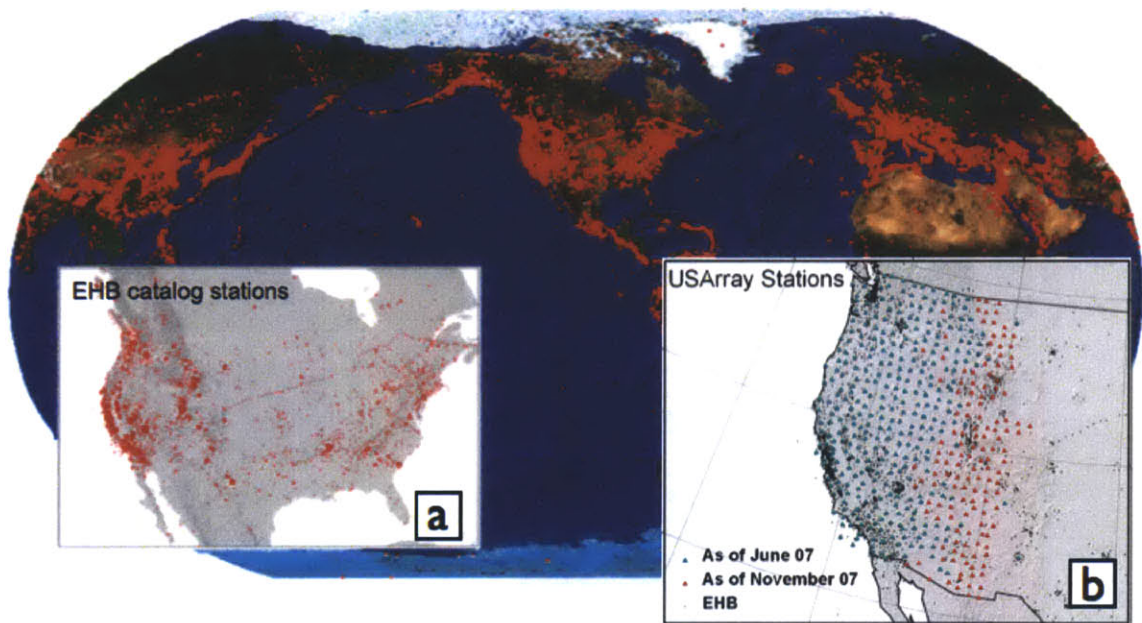 EHB catalog stations
a
USArray Stations
As of June 07
As of November 07
EHB
b